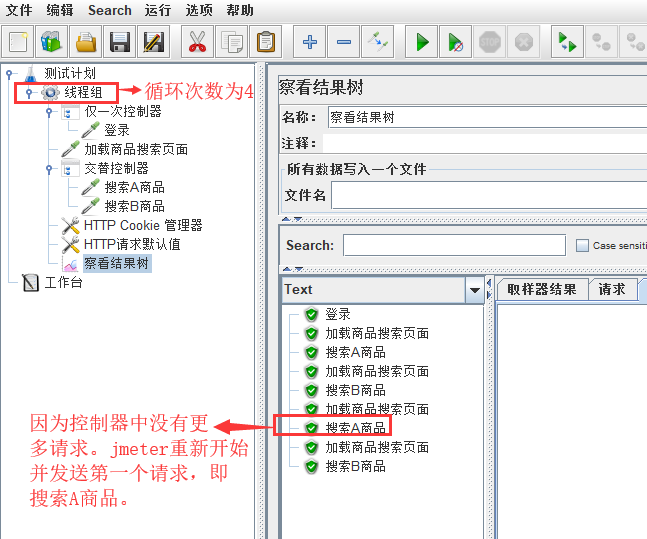 文件 编辑 Search 运行 选项 帮助
测试计划
线程组
循环次数为4
仅一次控制器
登录
加载商品搜索页面
交替控制器
搜索A商品
搜索B商品
HTTP Cookie 管理器
HTTP请求默认值
察看结果树
工作台
因为控制器中没有更
多请求。jmeter重新开始
并发送第一个请求，即
搜索A商品。
察看结果树
名称： 察看结果树
注释：
所有数据写入一个文件
文件名
Search: Case sensiti
Text
取样器结果 请求
登录
加载商品搜索页面
搜索A商品
加载商品搜索页面
搜索B商品
加载商品搜索页面
搜索A商品
加载商品搜索页面
搜索B商品
STOP